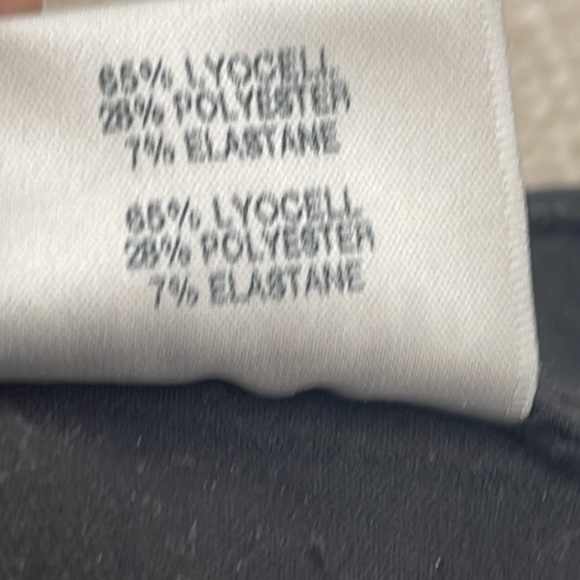 65% LYOCELL
28% POLYESTER
7% ELASTANE
65% LYOCELL
28% POLYESTER
7% ELASTANE